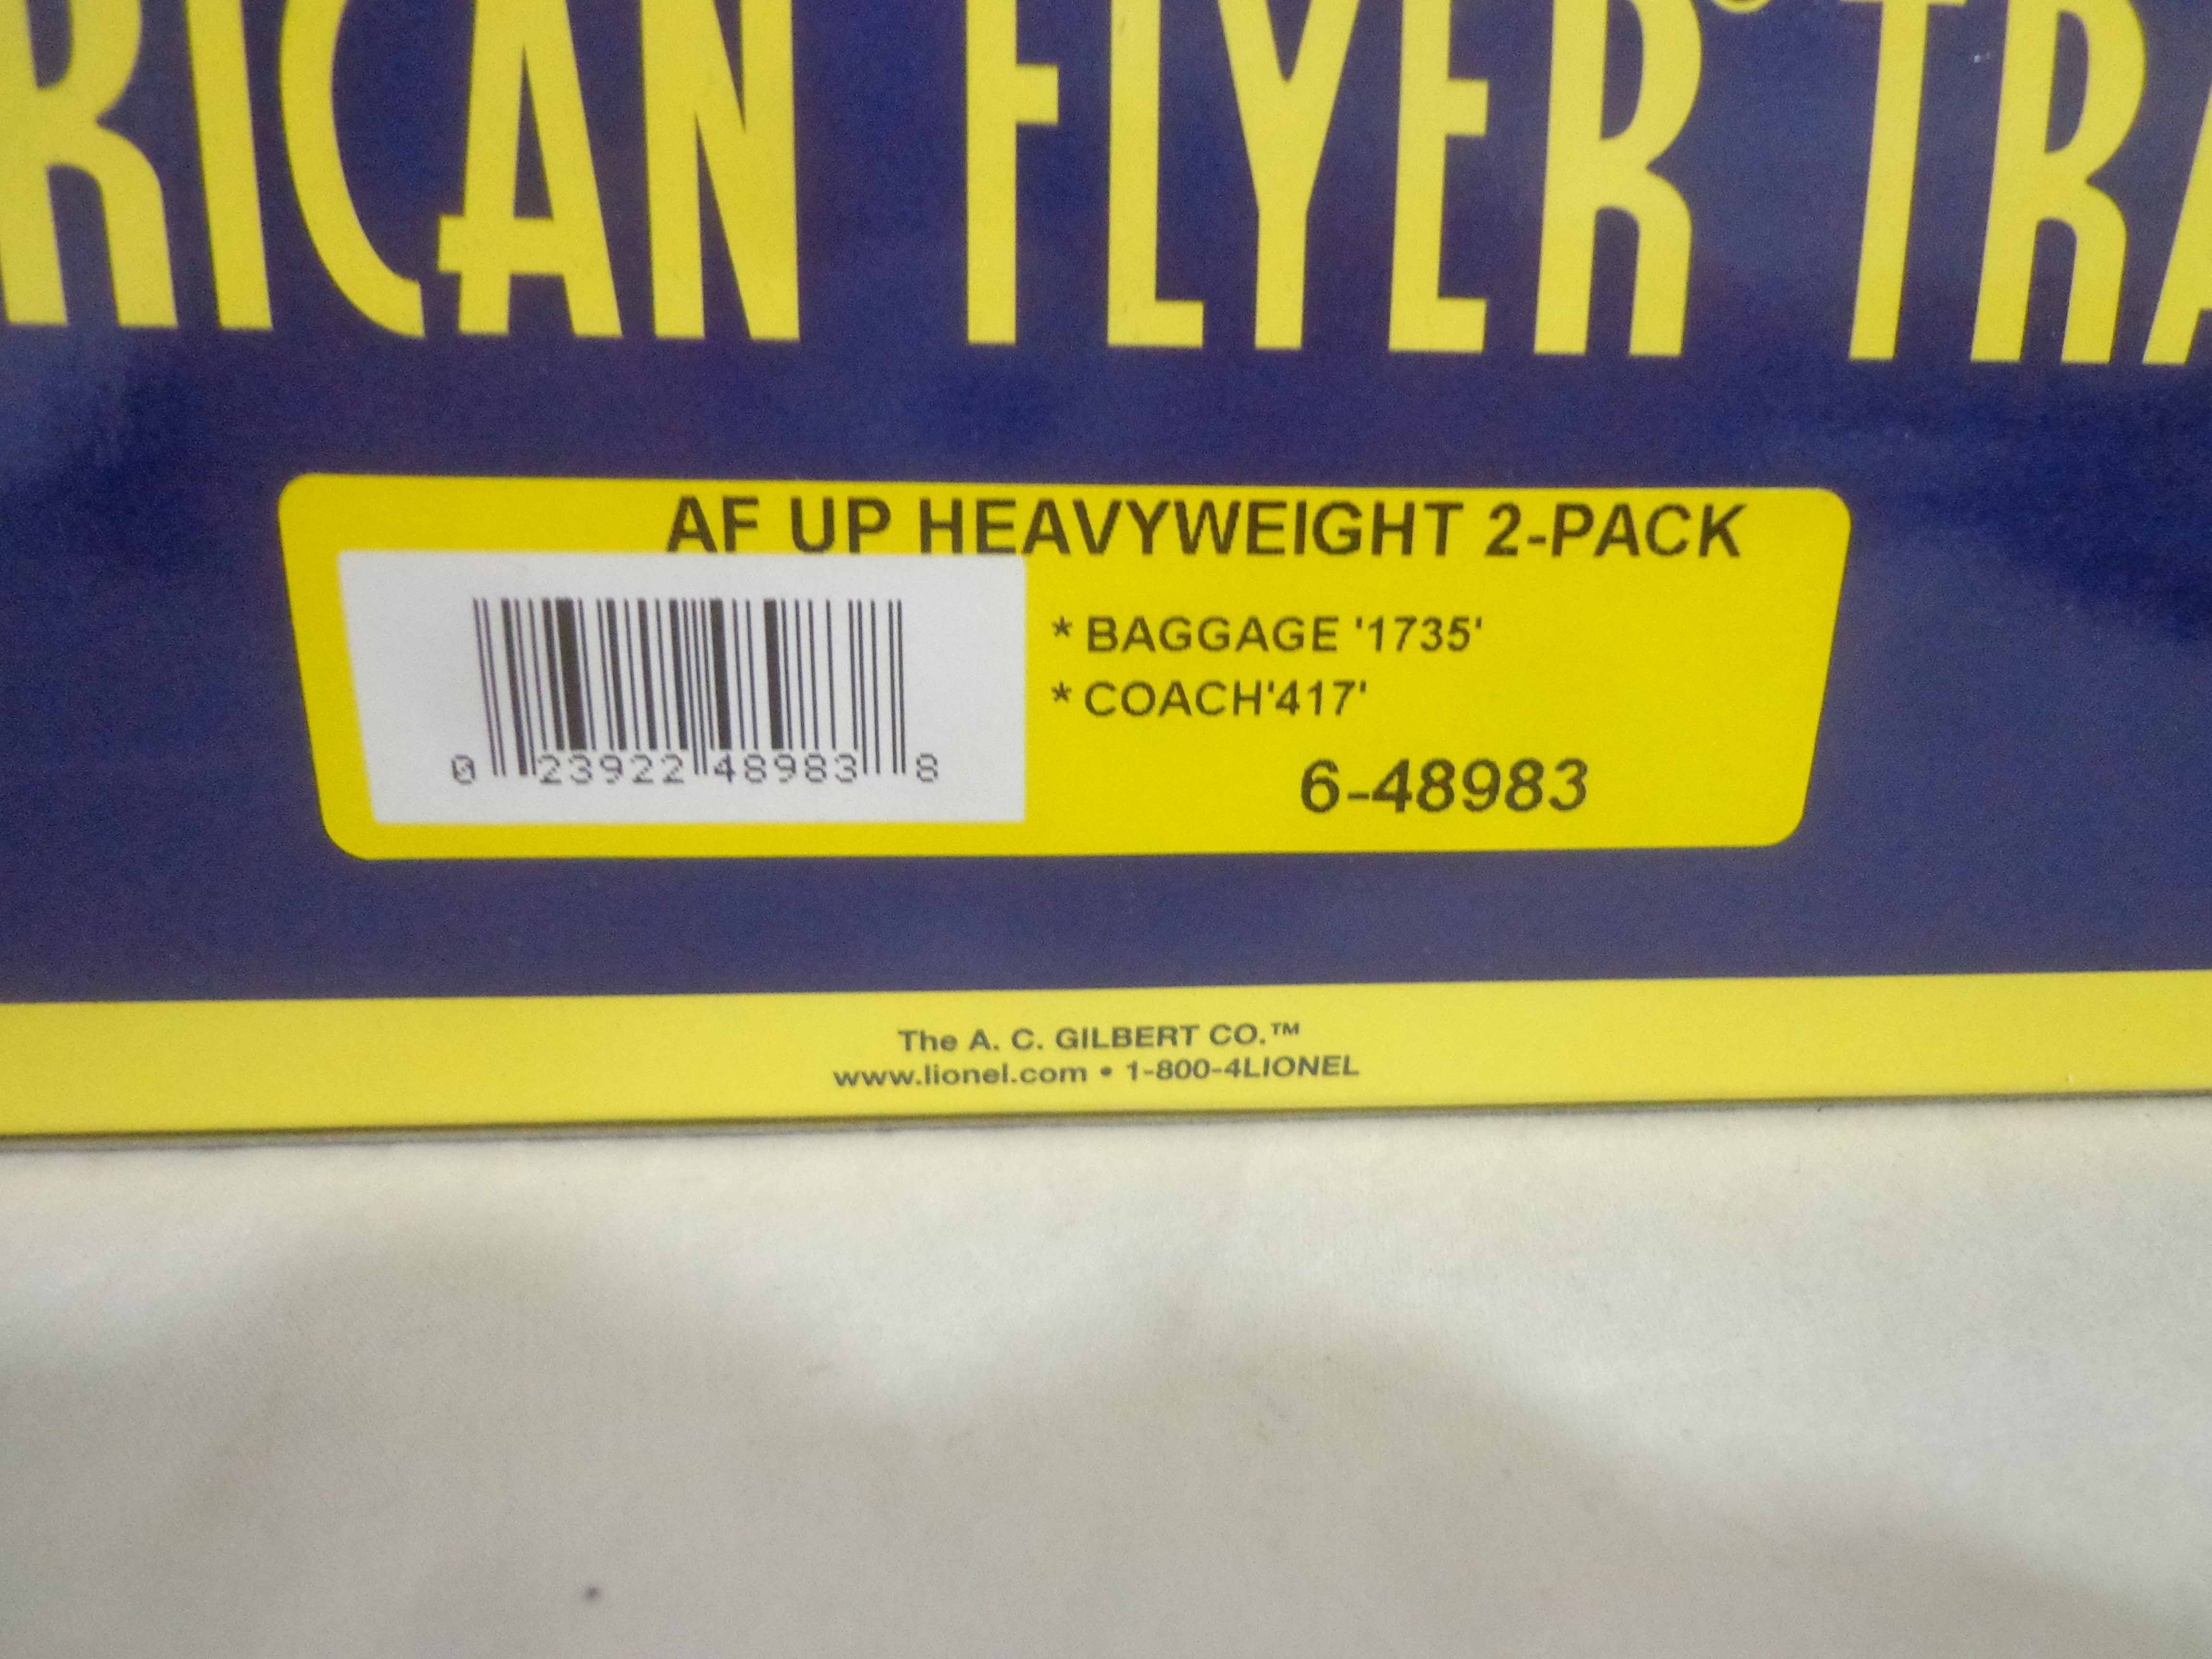 RICAN FLYER® TRA
AF UP HEAVYWEIGHT 2-PACK
* BAGGAGE '1735'
* COACH'417'
0 23922 48983 8
6-48983
The A. C. GILBERT CO.™
www.lionel.com • 1-800-4LIONEL